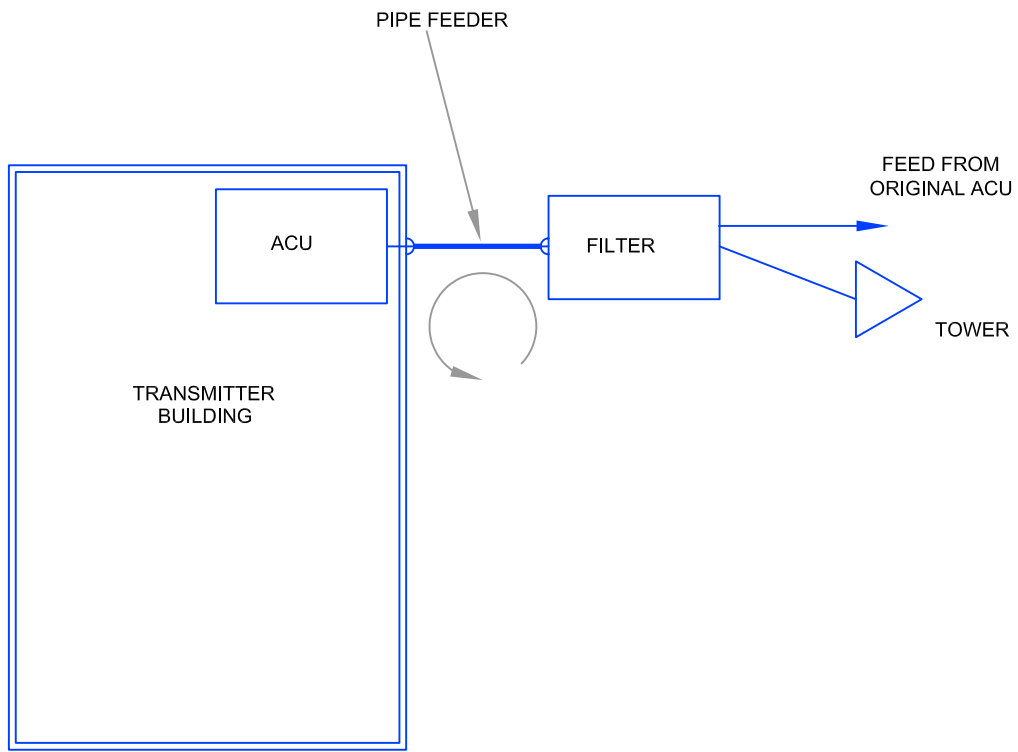 PIPE FEEDER
FEED FROM
ORIGINAL ACU
ACU
FILTER
TOWER
TRANSMITTER
BUILDING